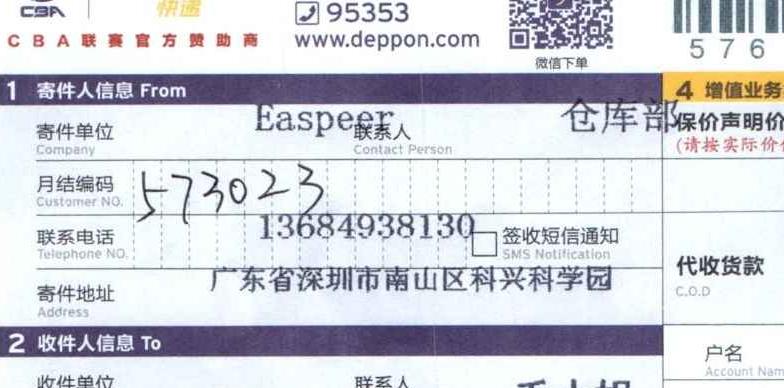 CBA 快递 95353
CBA联赛官方赞助商 www.deppon.com
微信下单
576
1 寄件人信息 From
4 增值业务
寄件单位 Easpeer 联系人 仓库部
Company Contact Person
保价声明价
(请按实际价
月结编码 573023
Customer NO.
联系电话 13684938130 签收短信通知
Telephone NO. SMS Notification
代收货款
C.O.D
寄件地址 广东省深圳市南山区科兴科学园
Address
2 收件人信息 To
户名
Account Nam
收件单位 联系人